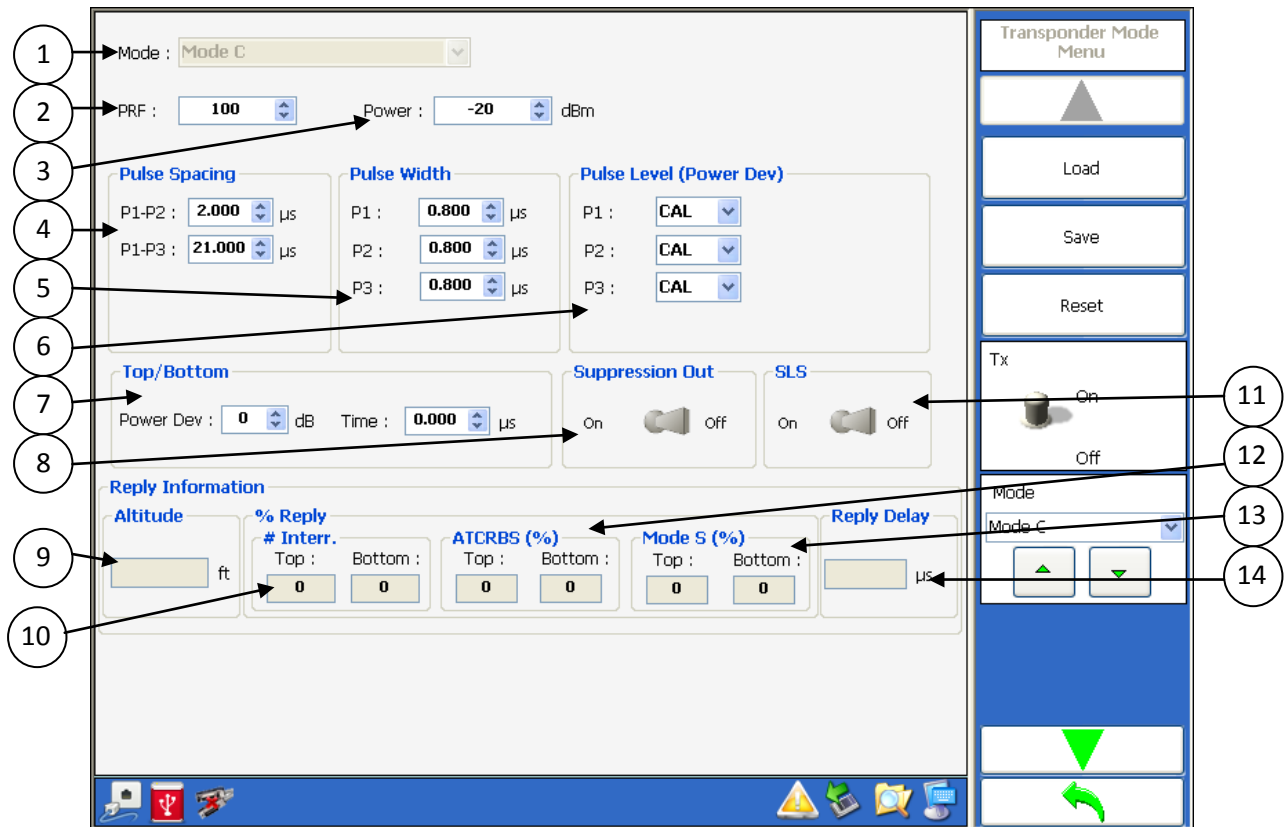 Transponder Mode
Menu
1
Mode : Mode C
2
PRF : 100 Power : -20 dBm
3
Load
Pulse Spacing Pulse Width Pulse Level (Power Dev)
4
P1-P2 : 2.000 µs P1 : 0.800 µs P1 : CAL
P1-P3 : 21.000 µs P2 : 0.800 µs P2 : CAL
Save
5
P3 : 0.800 µs P3 : CAL
Reset
6
Top/Bottom Suppression Out SLS
Tx
On
Off
7
Power Dev : 0 dB Time : 0.000 µs On Off On Off
11
8
12
Reply Information
Mode
Mode C
9
Altitude % Reply Reply Delay
# Interr. ATCRBS (%) Mode S (%)
13
Top : Bottom : Top : Bottom : Top : Bottom :
ft 0 0 0 0 0 0 µs
14
10